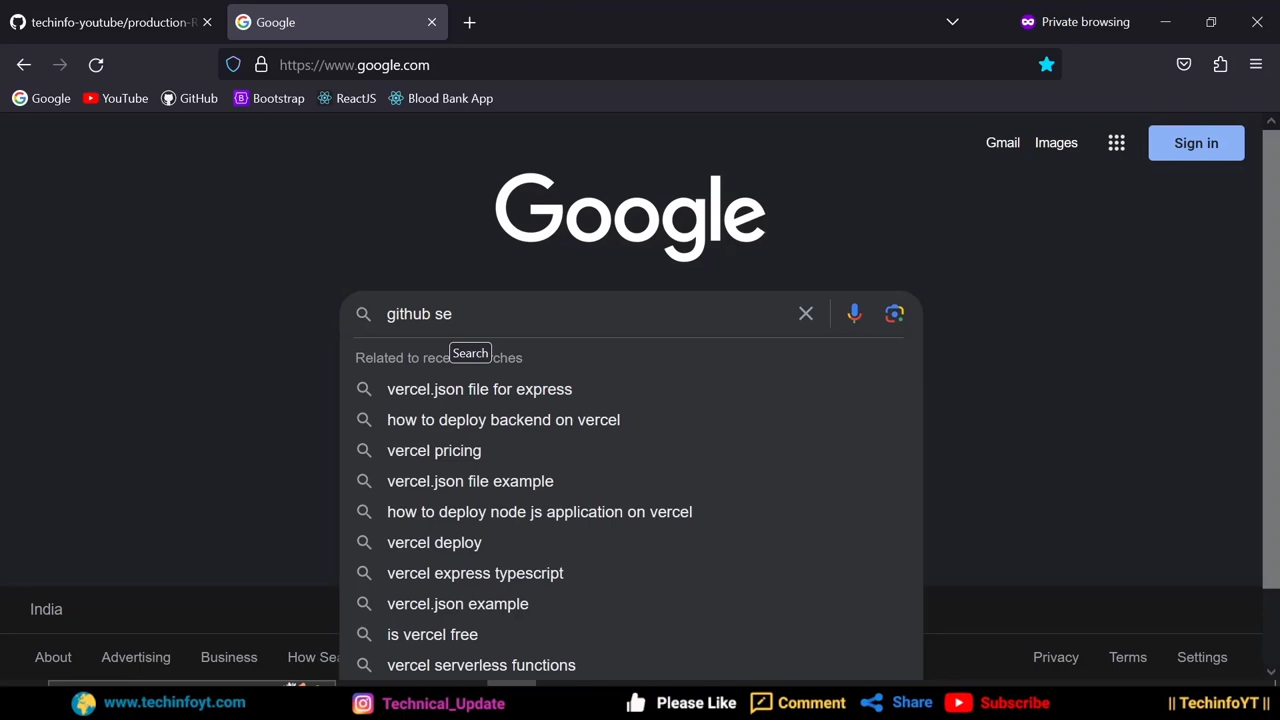 techinfo-youtube/production-R
Google
Private browsing
https://www.google.com
Google
YouTube
GitHub
Bootstrap
ReactJS
Blood Bank App
Gmail
Images
Sign in
Google
github se
Related to rece
ches
Search
vercel.json file for express
how to deploy backend on vercel
vercel pricing
vercel.json file example
how to deploy node js application on vercel
vercel deploy
vercel express typescript
vercel.json example
is vercel free
vercel serverless functions
India
About
Advertising
Business
How Sea
Privacy
Terms
Settings
www.techinfoyt.com
Technical_Update
Please Like
Comment
Share
Subscribe
|| TechinfoYT ||